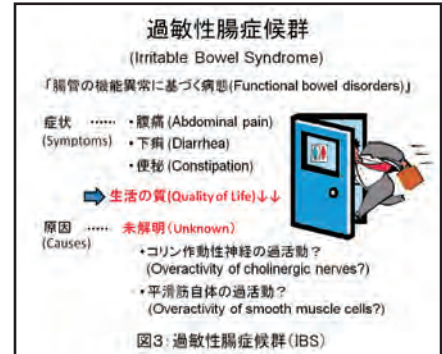 過敏性腸症候群
(Irritable Bowel Syndrome)
「腸管の機能異常に基づく病態(Functional bowel disorders)」
症状 …… ・腹痛 (Abdominal pain)
(Symptoms) ・下痢 (Diarrhea)
・便秘 (Constipation)
生活の質(Quality of Life)↓↓
原因 …… 未解明(Unknown)
(Causes)
・コリン作動性神経の過活動?
(Overactivity of cholinergic nerves?)
・平滑筋自体の過活動?
(Overactivity of smooth muscle cells?)
図3:過敏性腸症候群(IBS)